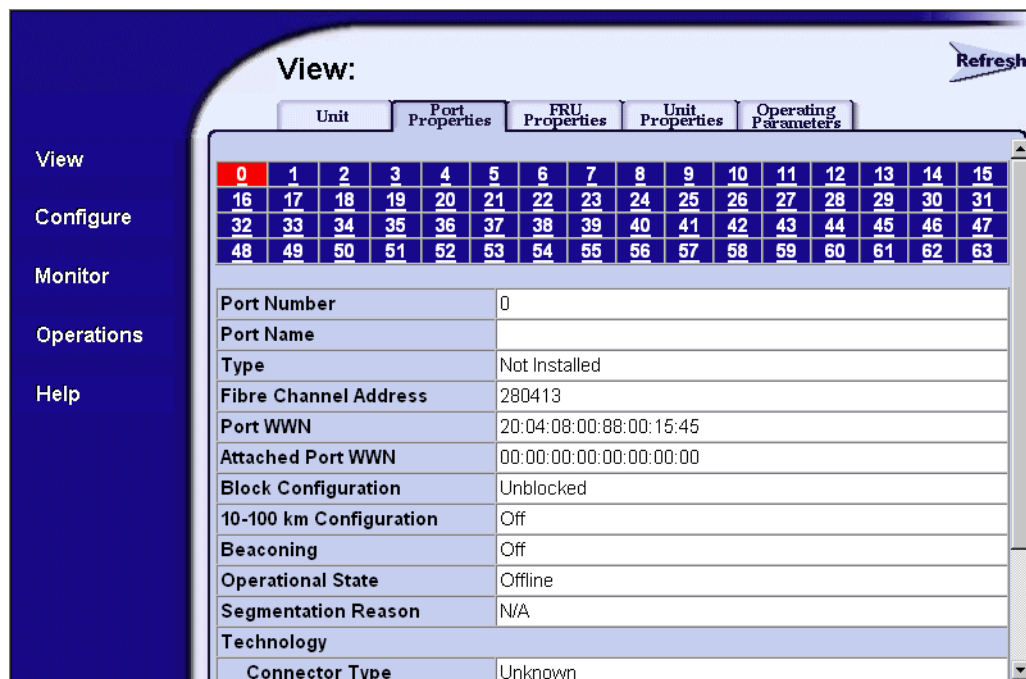 View:
Refresh
Unit
Port Properties
FRU Properties
Unit Properties
Operating Parameters
View
Configure
Monitor
Operations
Help
0 1 2 3 4 5 6 7 8 9 10 11 12 13 14 15
16 17 18 19 20 21 22 23 24 25 26 27 28 29 30 31
32 33 34 35 36 37 38 39 40 41 42 43 44 45 46 47
48 49 50 51 52 53 54 55 56 57 58 59 60 61 62 63
Port Number 0
Port Name
Type Not Installed
Fibre Channel Address 280413
Port WWN 20:04:08:00:88:00:15:45
Attached Port WWN 00:00:00:00:00:00:00:00
Block Configuration Unblocked
10-100 km Configuration Off
Beaconing Off
Operational State Offline
Segmentation Reason N/A
Technology
Connector Type Unknown